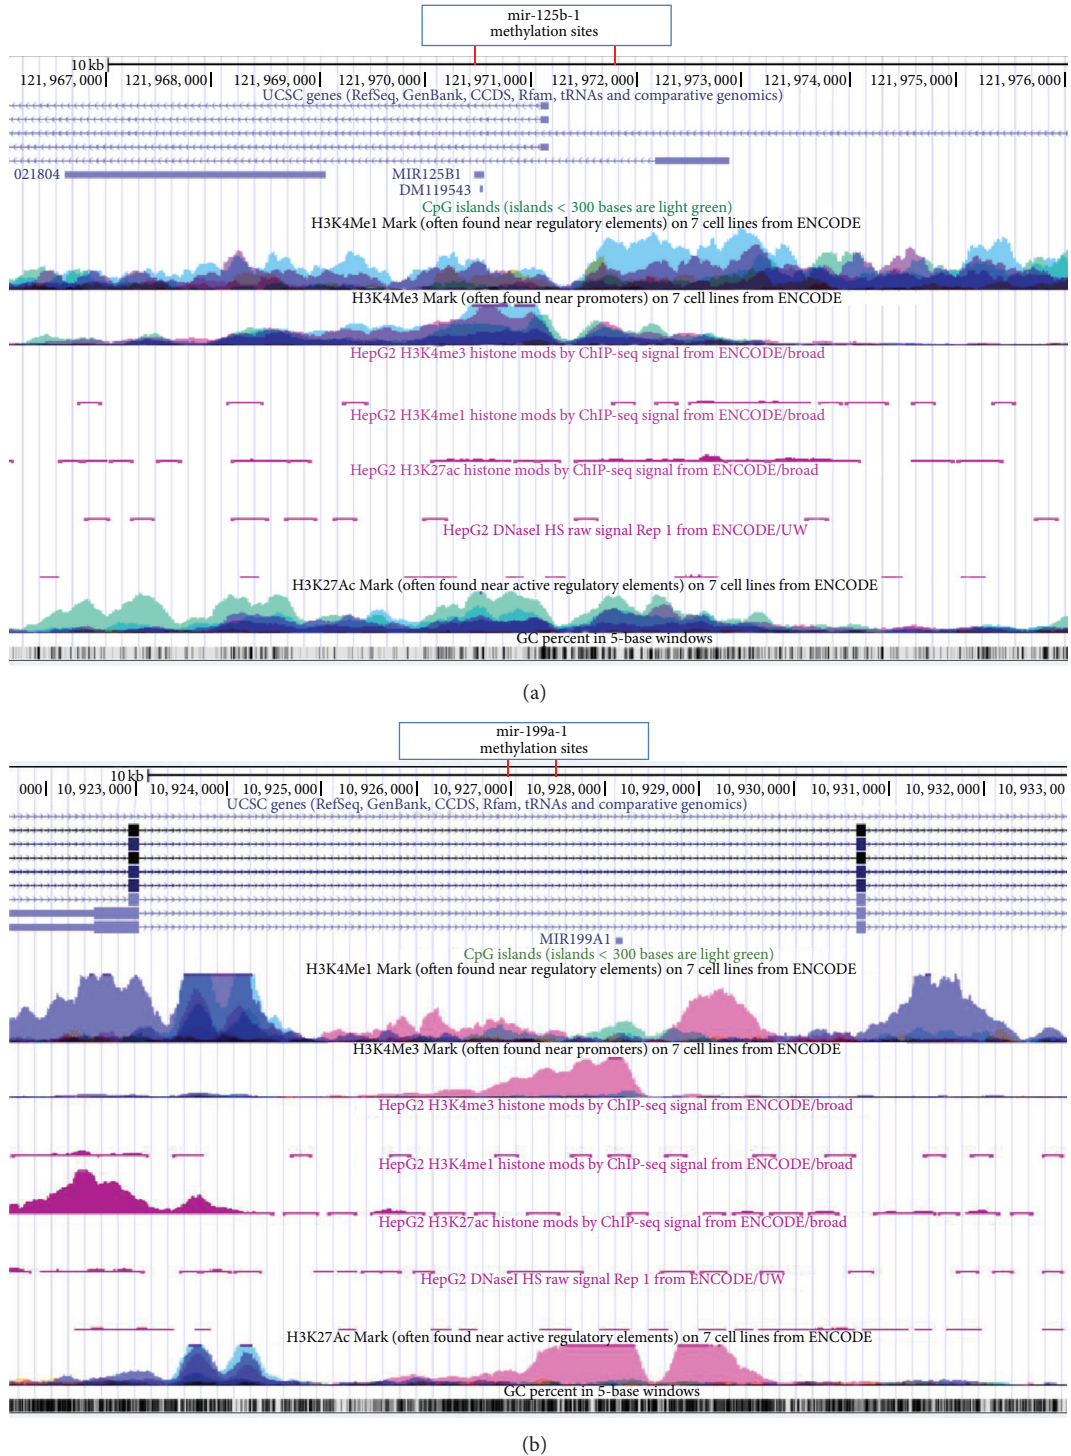 mir-125b-1
methylation sites
10 kb
121,967,000 121,968,000 121,969,000 121,970,000 121,971,000 121,972,000 121,973,000 121,974,000 121,975,000 121,976,000
UCSC genes (RefSeq, GenBank, CCDS, Rfam, tRNAs and comparative genomics)
021804 MIR125B1
DM119543
CpG islands (islands < 300 bases are light green)
H3K4Me1 Mark (often found near regulatory elements) on 7 cell lines from ENCODE
H3K4Me3 Mark (often found near promoters) on 7 cell lines from ENCODE
HepG2 H3K4me3 histone mods by ChIP-seq signal from ENCODE/broad
HepG2 H3K4me1 histone mods by ChIP-seq signal from ENCODE/broad
HepG2 H3K27ac histone mods by ChIP-seq signal from ENCODE/broad
HepG2 DNaseI HS raw signal Rep 1 from ENCODE/UW
H3K27Ac Mark (often found near active regulatory elements) on 7 cell lines from ENCODE
GC percent in 5-base windows
(a)
mir-199a-1
methylation sites
10 kb
000 10,923,000 10,924,000 10,925,000 10,926,000 10,927,000 10,928,000 10,929,000 10,930,000 10,931,000 10,932,000 10,933,00
UCSC genes (RefSeq, GenBank, CCDS, Rfam, tRNAs and comparative genomics)
MIR199A1
CpG islands (islands < 300 bases are light green)
H3K4Me1 Mark (often found near regulatory elements) on 7 cell lines from ENCODE
H3K4Me3 Mark (often found near promoters) on 7 cell lines from ENCODE
HepG2 H3K4me3 histone mods by ChIP-seq signal from ENCODE/broad
HepG2 H3K4me1 histone mods by ChIP-seq signal from ENCODE/broad
HepG2 H3K27ac histone mods by ChIP-seq signal from ENCODE/broad
HepG2 DNaseI HS raw signal Rep 1 from ENCODE/UW
H3K27Ac Mark (often found near active regulatory elements) on 7 cell lines from ENCODE
GC percent in 5-base windows
(b)